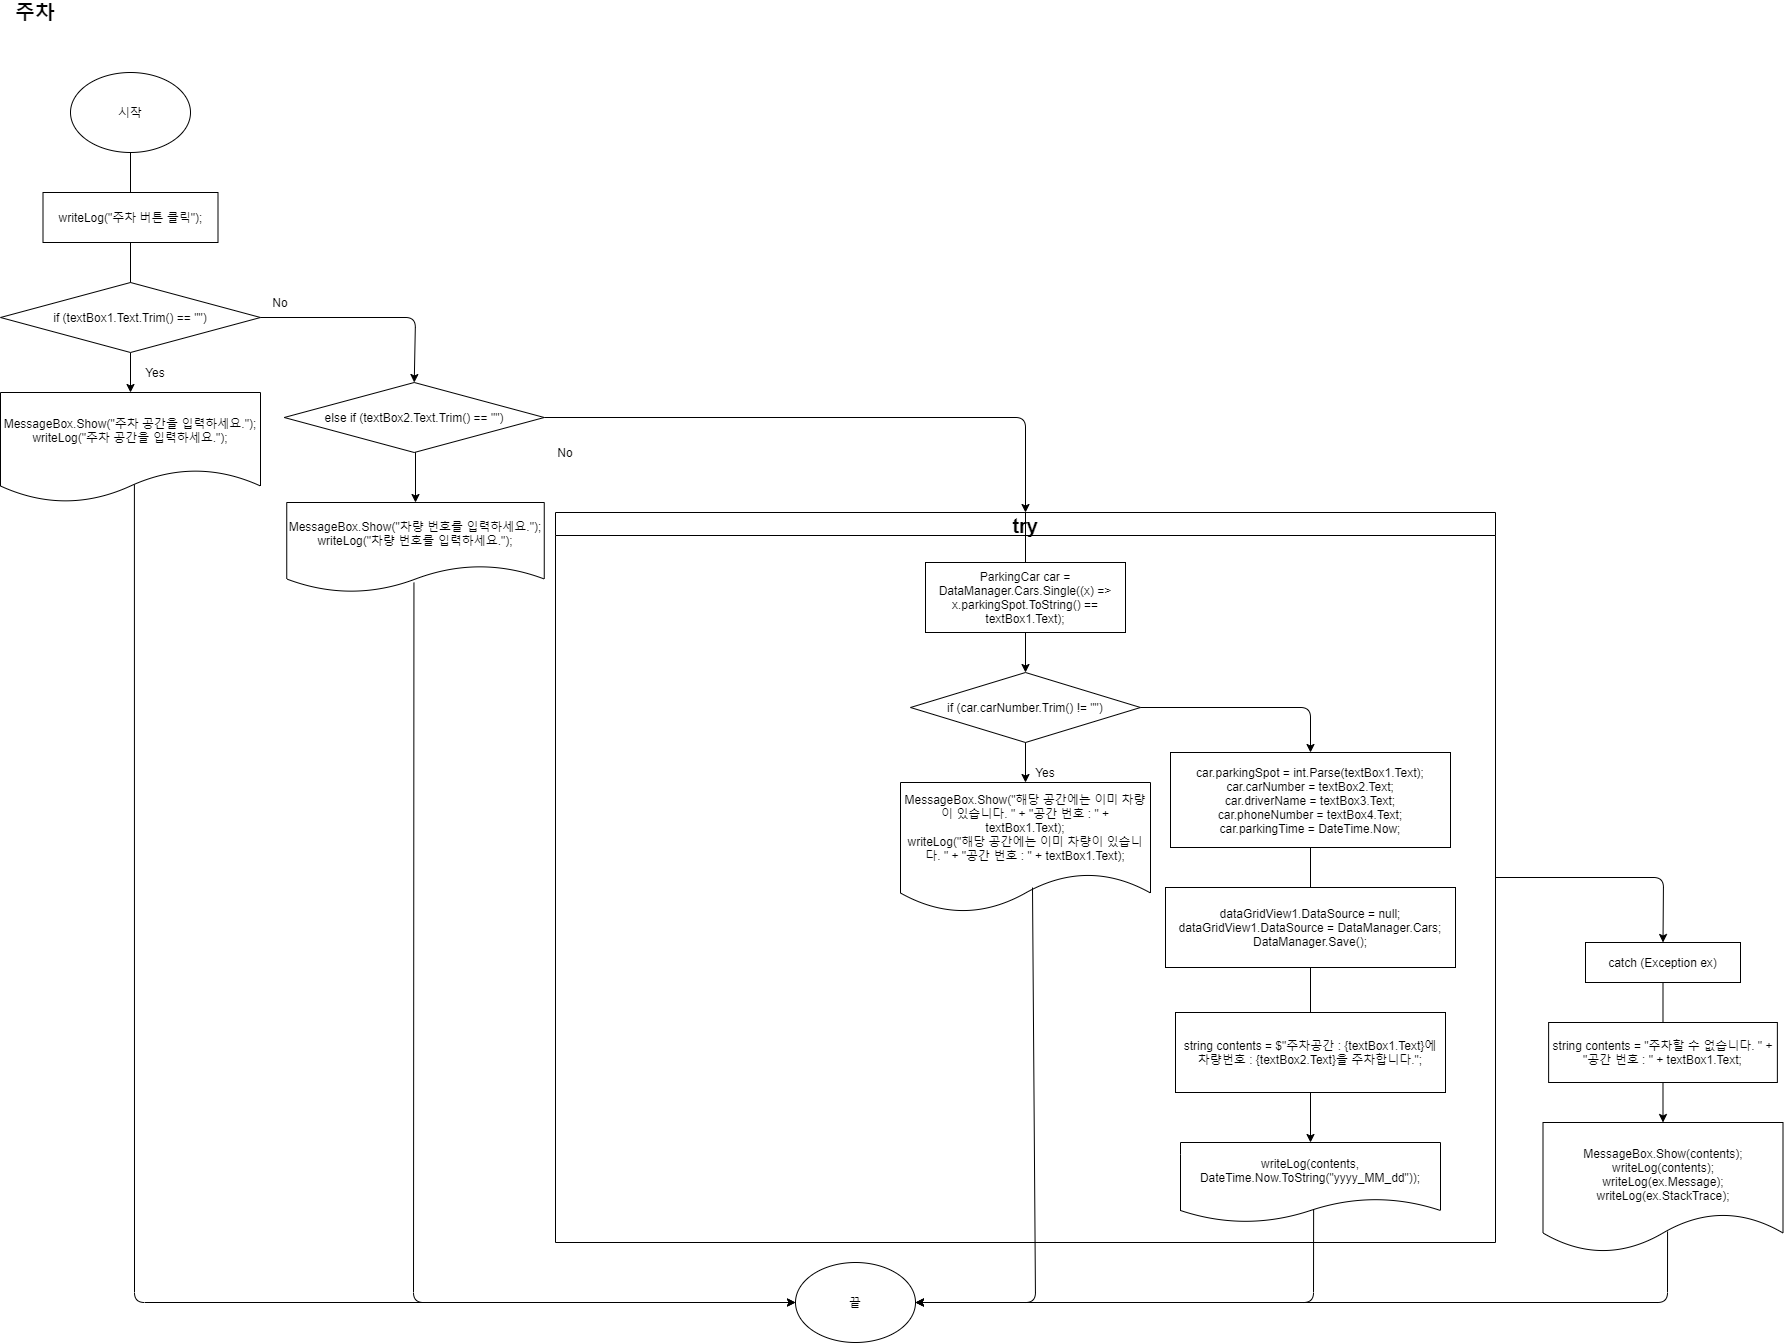 주차
시작
writeLog("주차 버튼 클릭");
if (textBox1.Text.Trim() == "")
No
Yes
MessageBox.Show("주차 공간을 입력하세요.");
writeLog("주차 공간을 입력하세요.");
else if (textBox2.Text.Trim() == "")
No
MessageBox.Show("차량 번호를 입력하세요.");
writeLog("차량 번호를 입력하세요.");
try
ParkingCar car =
DataManager.Cars.Single((x) =>
x.parkingSpot.ToString() ==
textBox1.Text);
if (car.carNumber.Trim() != "")
Yes
MessageBox.Show("해당 공간에는 이미 차량
이 있습니다. " + "공간 번호 : " +
textBox1.Text);
writeLog("해당 공간에는 이미 차량이 있습니
다. " + "공간 번호 : " + textBox1.Text);
car.parkingSpot = int.Parse(textBox1.Text);
car.carNumber = textBox2.Text;
car.driverName = textBox3.Text;
car.phoneNumber = textBox4.Text;
car.parkingTime = DateTime.Now;
dataGridView1.DataSource = null;
dataGridView1.DataSource = DataManager.Cars;
DataManager.Save();
string contents = $"주차공간 : {textBox1.Text}에
차량번호 : {textBox2.Text}을 주차합니다.";
writeLog(contents,
DateTime.Now.ToString("yyyy_MM_dd"));
catch (Exception ex)
string contents = "주차할 수 없습니다. " +
"공간 번호 : " + textBox1.Text;
MessageBox.Show(contents);
writeLog(contents);
writeLog(ex.Message);
writeLog(ex.StackTrace);
끝